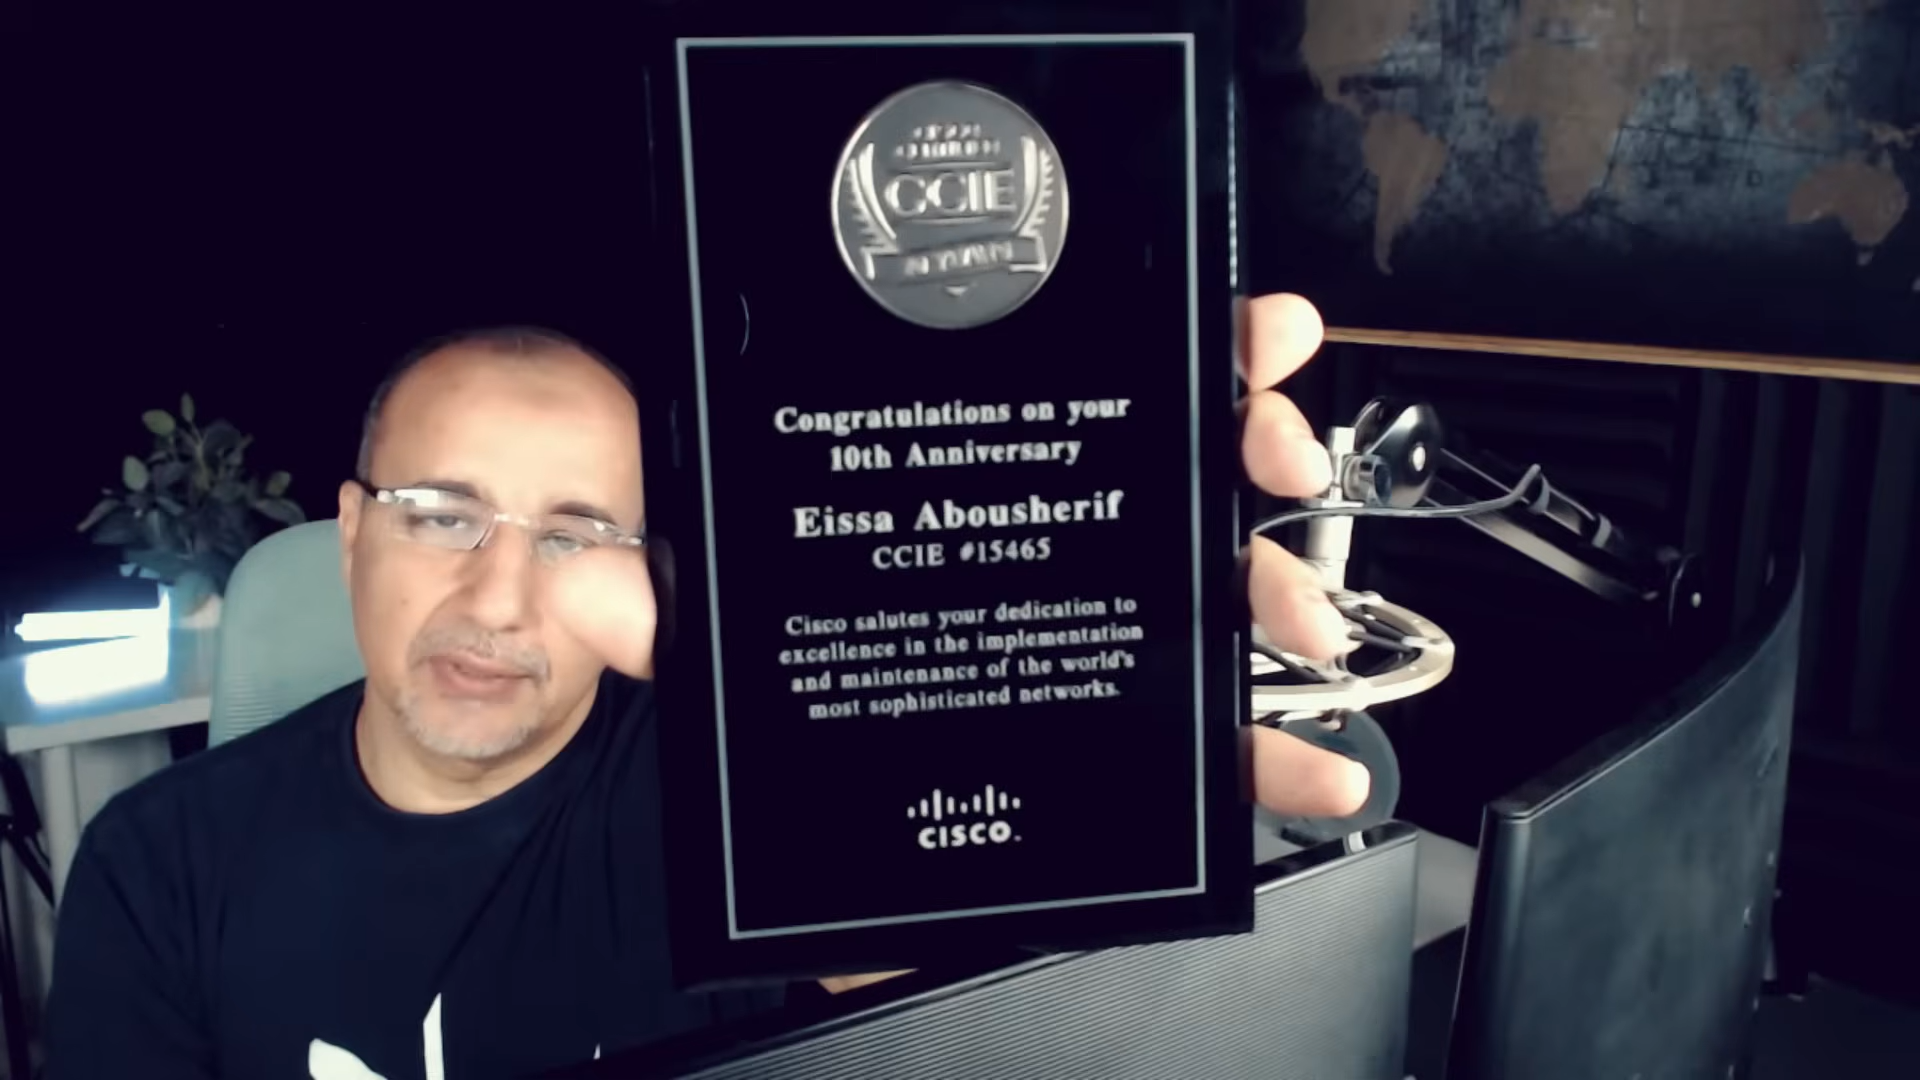 CCIE
Congratulations on your
10th Anniversary
Eissa Abousherif
CCIE #15465
Cisco salutes your dedication to
excellence in the implementation
and maintenance of the world's
most sophisticated networks.
CISCO.